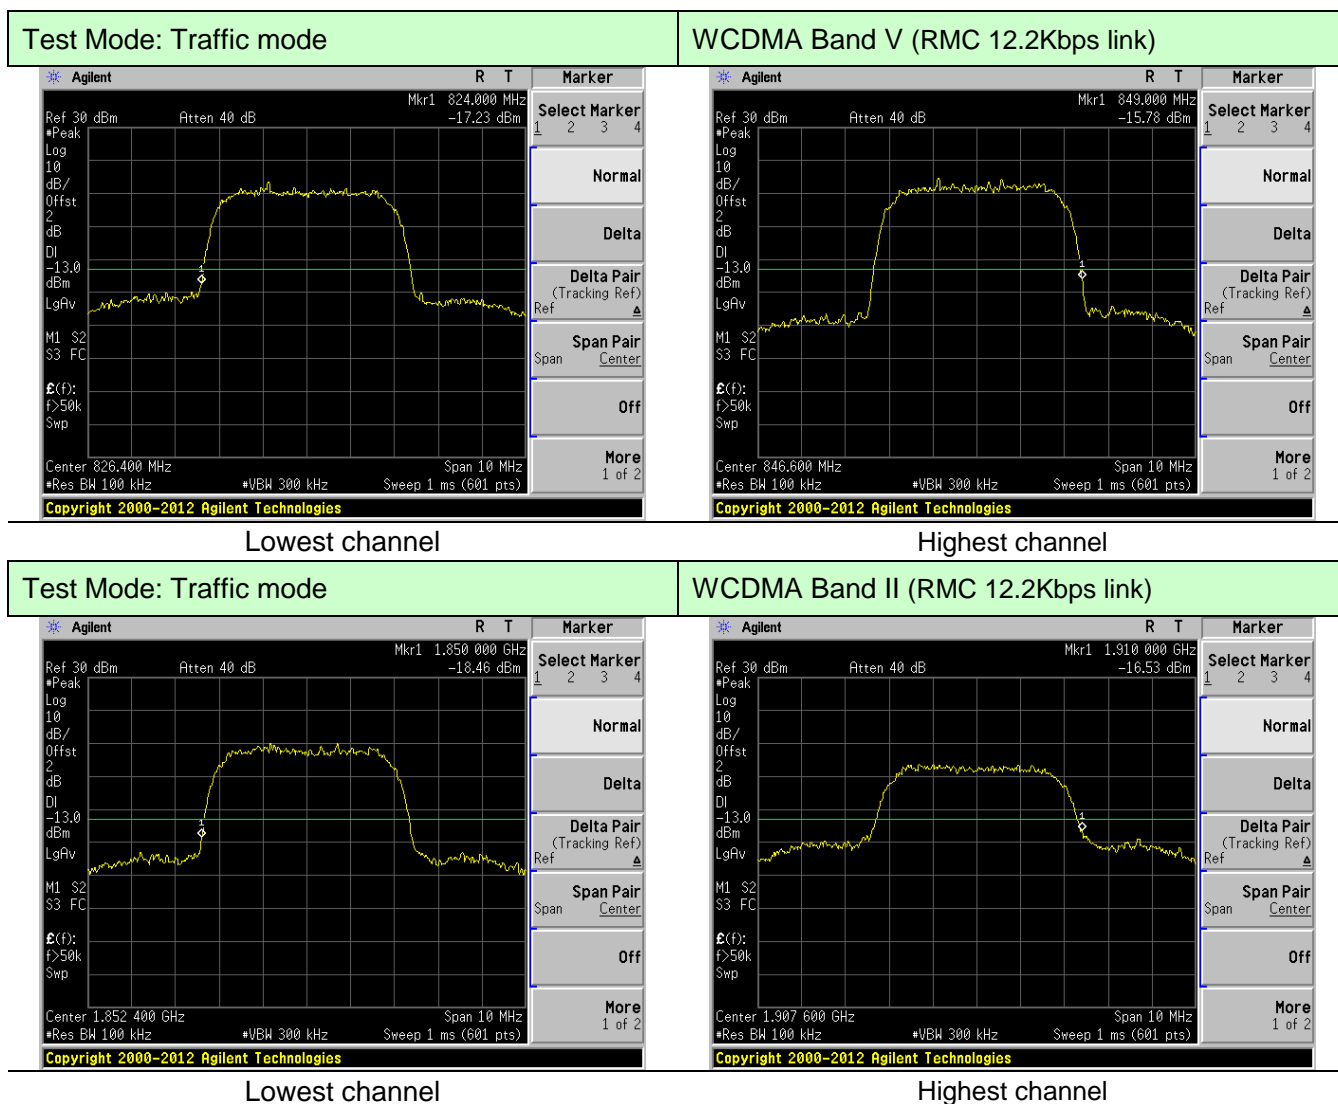 Test Mode: Traffic mode
WCDMA Band V (RMC 12.2Kbps link)
Agilent R T Marker
Mkr1 824.000 MHz
Ref 30 dBm Atten 40 dB -17.23 dBm
#Peak
Log
10
dB/
Offst
2
dB
DI
-13.0
dBm
LgAv
M1 S2
S3 FC
£(f):
f>50k
Swp
1
Center 826.400 MHz Span 10 MHz
#Res BW 100 kHz #VBW 300 kHz Sweep 1 ms (601 pts)
Copyright 2000-2012 Agilent Technologies
Select Marker
1 2 3 4
Normal
Delta
Delta Pair
(Tracking Ref)
Ref Δ
Span Pair
Span Center
Off
More
1 of 2
Lowest channel
Agilent R T Marker
Mkr1 849.000 MHz
Ref 30 dBm Atten 40 dB -15.78 dBm
#Peak
Log
10
dB/
Offst
2
dB
DI
-13.0
dBm
LgAv
M1 S2
S3 FC
£(f):
f>50k
Swp
1
Center 846.600 MHz Span 10 MHz
#Res BW 100 kHz #VBW 300 kHz Sweep 1 ms (601 pts)
Copyright 2000-2012 Agilent Technologies
Select Marker
1 2 3 4
Normal
Delta
Delta Pair
(Tracking Ref)
Ref Δ
Span Pair
Span Center
Off
More
1 of 2
Highest channel
Test Mode: Traffic mode
WCDMA Band II (RMC 12.2Kbps link)
Agilent R T Marker
Mkr1 1.850 000 GHz
Ref 30 dBm Atten 40 dB -18.46 dBm
#Peak
Log
10
dB/
Offst
2
dB
DI
-13.0
dBm
LgAv
M1 S2
S3 FC
£(f):
f>50k
Swp
1
Center 1.852 400 GHz Span 10 MHz
#Res BW 100 kHz #VBW 300 kHz Sweep 1 ms (601 pts)
Copyright 2000-2012 Agilent Technologies
Select Marker
1 2 3 4
Normal
Delta
Delta Pair
(Tracking Ref)
Ref Δ
Span Pair
Span Center
Off
More
1 of 2
Lowest channel
Agilent R T Marker
Mkr1 1.910 000 GHz
Ref 30 dBm Atten 40 dB -16.53 dBm
#Peak
Log
10
dB/
Offst
2
dB
DI
-13.0
dBm
LgAv
M1 S2
S3 FC
£(f):
f>50k
Swp
1
Center 1.907 600 GHz Span 10 MHz
#Res BW 100 kHz #VBW 300 kHz Sweep 1 ms (601 pts)
Copyright 2000-2012 Agilent Technologies
Select Marker
1 2 3 4
Normal
Delta
Delta Pair
(Tracking Ref)
Ref Δ
Span Pair
Span Center
Off
More
1 of 2
Highest channel